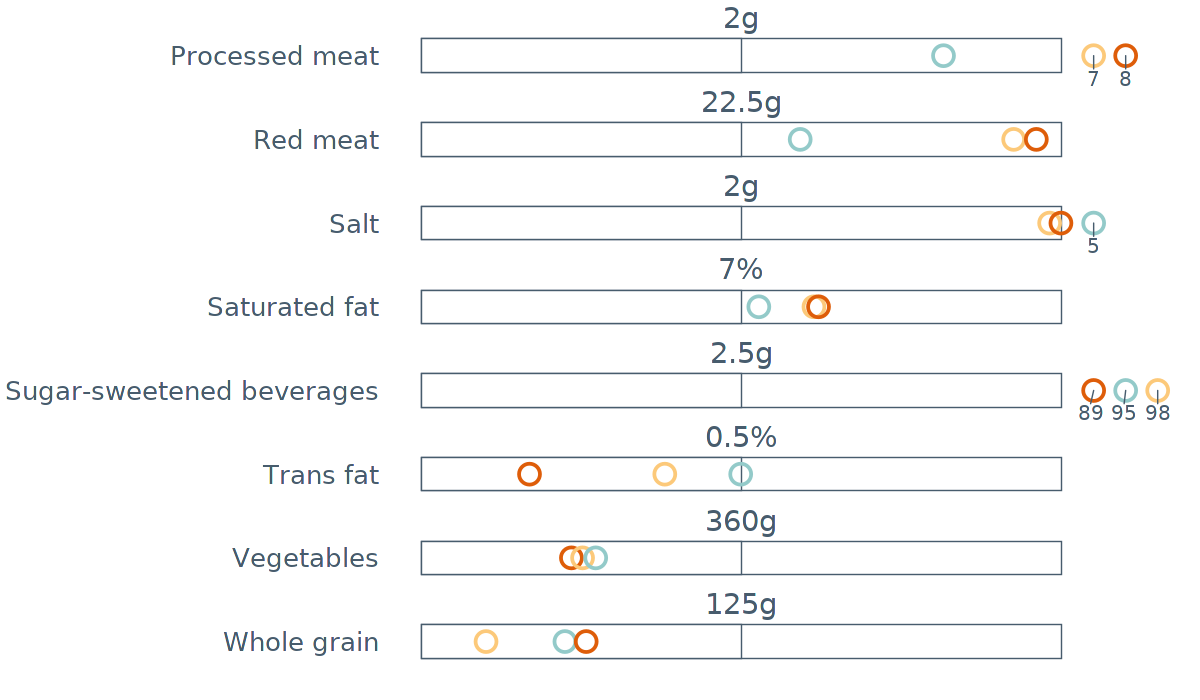 2g
Processed meat
7 8
22.5g
Red meat
2g
Salt
5
7%
Saturated fat
2.5g
Sugar-sweetened beverages
89 95 98
0.5%
Trans fat
360g
Vegetables
125g
Whole grain